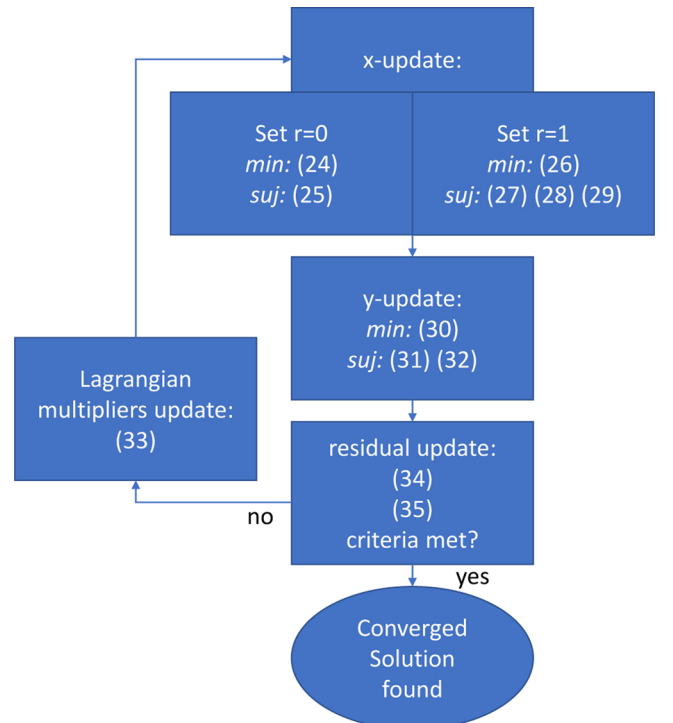 x-update:
Set r=0
min: (24)
suj: (25)
Set r=1
min: (26)
suj: (27) (28) (29)
y-update:
min: (30)
suj: (31) (32)
Lagrangian
multipliers update:
(33)
residual update:
(34)
(35)
criteria met?
no
yes
Converged
Solution
found